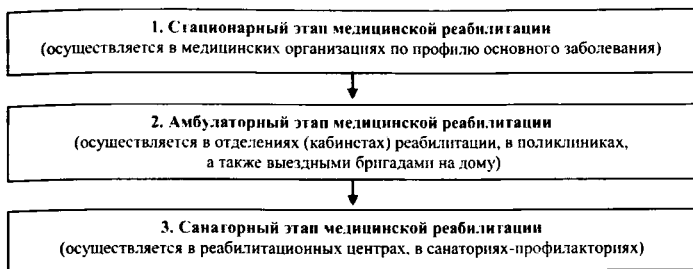 1. Стационарный этап медицинской реабилитации
(осуществляется в медицинских организациях по профилю основного заболевания)
2. Амбулаторный этап медицинской реабилитации
(осуществляется в отделениях (кабинетах) реабилитации, в поликлиниках,
а также выездными бригадами на дому)
3. Санаторный этап медицинской реабилитации
(осуществляется в реабилитационных центрах, в санаториях-профилакториях)